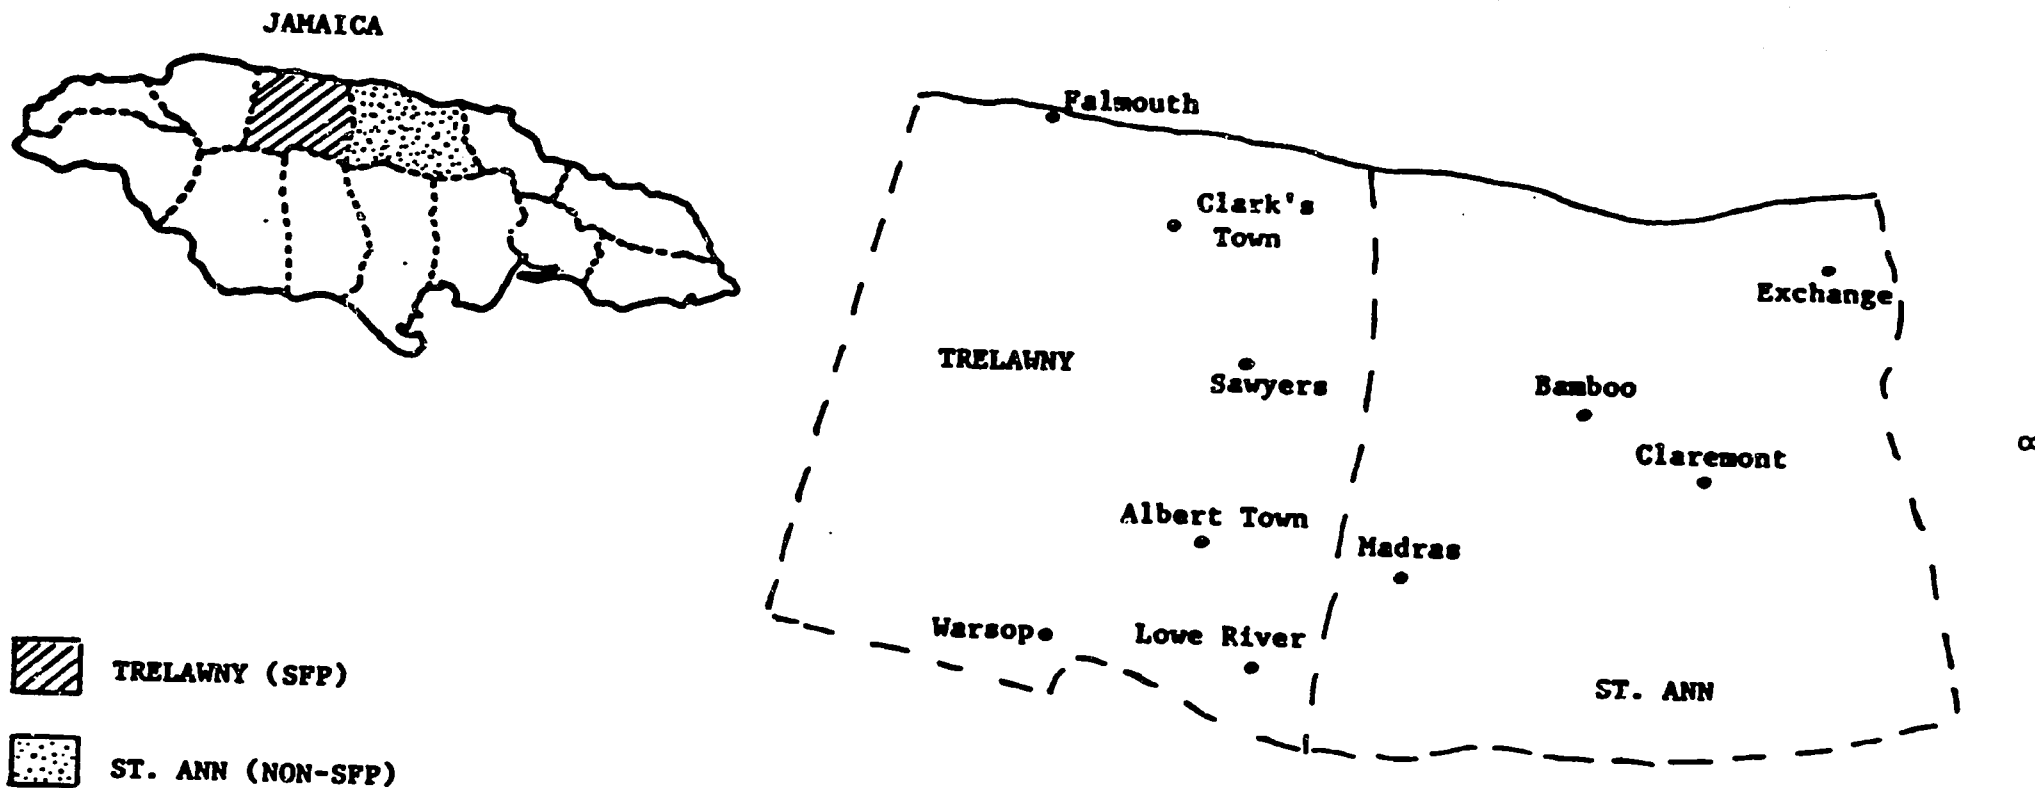 JAMAICA
Falmouth
Clark's
Town
Exchange
TRELAWNY
Sawyers
Bamboo
Claremont
Albert Town
Madras
Warsop
Lowe River
TRELAWNY (SFP)
ST. ANN
ST. ANN (NON-SFP)